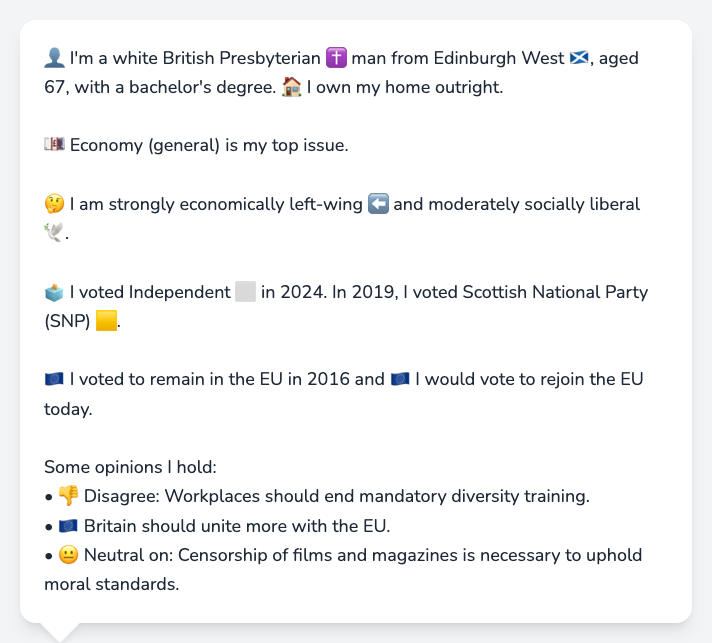 👤 I'm a white British Presbyterian ✝️ man from Edinburgh West 🏴󠁧󠁢󠁳󠁣󠁴󠁿, aged
67, with a bachelor's degree. 🏠 I own my home outright.
💷 Economy (general) is my top issue.
🤔 I am strongly economically left-wing ⬅️ and moderately socially liberal
🕊️.
🗳️ I voted Independent ⬜ in 2024. In 2019, I voted Scottish National Party
(SNP) 🟨.
🇪🇺 I voted to remain in the EU in 2016 and 🇪🇺 I would vote to rejoin the EU
today.
Some opinions I hold:
• 👎 Disagree: Workplaces should end mandatory diversity training.
• 🇪🇺 Britain should unite more with the EU.
• 😐 Neutral on: Censorship of films and magazines is necessary to uphold
moral standards.